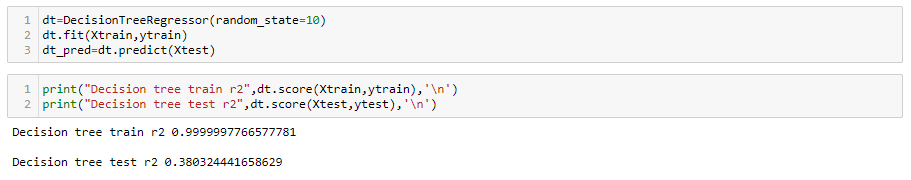 1 dt=DecisionTreeRegressor(random_state=10)
2 dt.fit(Xtrain,ytrain)
3 dt_pred=dt.predict(Xtest)
1 print("Decision tree train r2",dt.score(Xtrain,ytrain),'\n')
2 print("Decision tree test r2",dt.score(Xtest,ytest),'\n')
Decision tree train r2 0.9999997766577781
Decision tree test r2 0.380324441658629